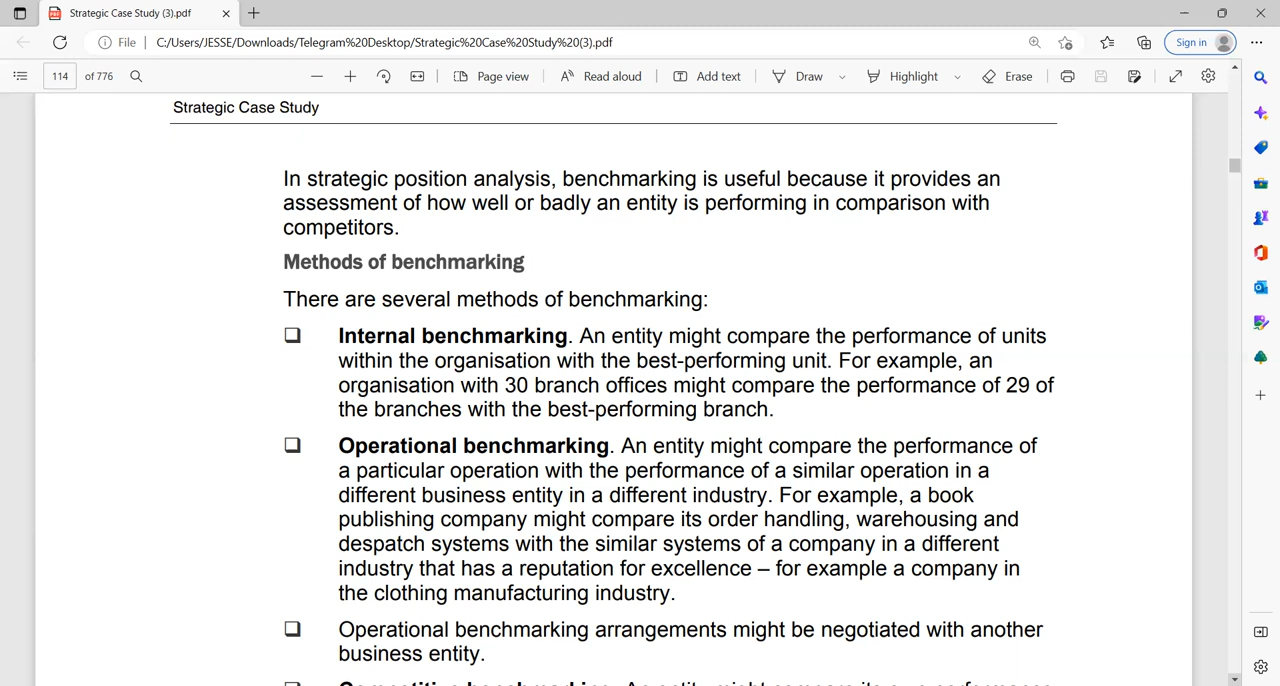 Strategic Case Study (3).pdf
File | C:/Users/JESSE/Downloads/Telegram%20Desktop/Strategic%20Case%20Study%20(3).pdf
Sign in
114 of 776
Page view
Read aloud
Add text
Draw
Highlight
Erase
Strategic Case Study
In strategic position analysis, benchmarking is useful because it provides an
assessment of how well or badly an entity is performing in comparison with
competitors.
Methods of benchmarking
There are several methods of benchmarking:
Internal benchmarking. An entity might compare the performance of units
within the organisation with the best-performing unit. For example, an
organisation with 30 branch offices might compare the performance of 29 of
the branches with the best-performing branch.
Operational benchmarking. An entity might compare the performance of
a particular operation with the performance of a similar operation in a
different business entity in a different industry. For example, a book
publishing company might compare its order handling, warehousing and
despatch systems with the similar systems of a company in a different
industry that has a reputation for excellence – for example a company in
the clothing manufacturing industry.
Operational benchmarking arrangements might be negotiated with another
business entity.
Competitive benchmarking. An entity might compare its own performance